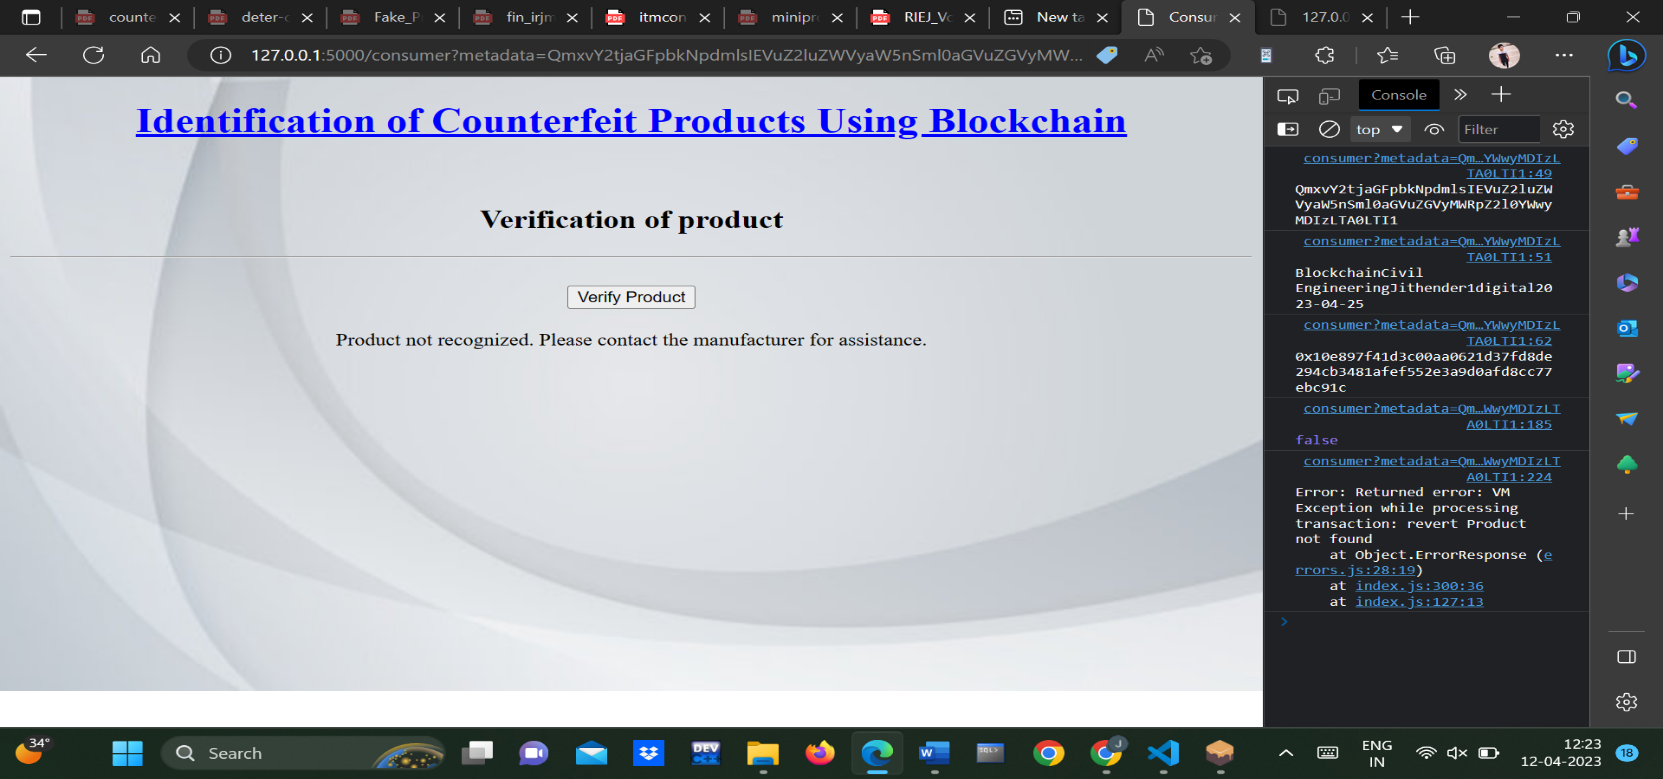 counte
deter-c
Fake_P
fin_irjm
itmcon
minipr
RIEJ_Vo
New ta
Consur
127.0.0
127.0.0.1:5000/consumer?metadata=QmxvY2tjaGFpbkNpdmlsIEVuZ2luZWVyaW5nSml0aGVuZGVyMW...
Identification of Counterfeit Products Using Blockchain
Verification of product
Verify Product
Product not recognized. Please contact the manufacturer for assistance.
Console
top
Filter
consumer?metadata=Qm…YWwyMDIzL
TA0LTI1:49
QmxvY2tjaGFpbkNpdmlsIEVuZ2luZW
VyaW5nSml0aGVuZGVyMWRpZ2l0YWwy
MDIzLTA0LTI1
consumer?metadata=Qm…YWwyMDIzL
TA0LTI1:51
BlockchainCivil
EngineeringJithender1digital20
23-04-25
consumer?metadata=Qm…YWwyMDIzL
TA0LTI1:62
0x10e897f41d3c00aa0621d37fd8de
294cb3481afef552e3a9d0afd8cc77
ebc91c
consumer?metadata=Qm…WwyMDIzLT
A0LTI1:185
false
consumer?metadata=Qm…WwyMDIzLT
A0LTI1:224
Error: Returned error: VM
Exception while processing
transaction: revert Product
not found
at Object.ErrorResponse (e
rrors.js:28:19)
at index.js:300:36
at index.js:127:13
34°
Search
DEV
C++
SQL>
J
ENG
IN
12:23
12-04-2023
18